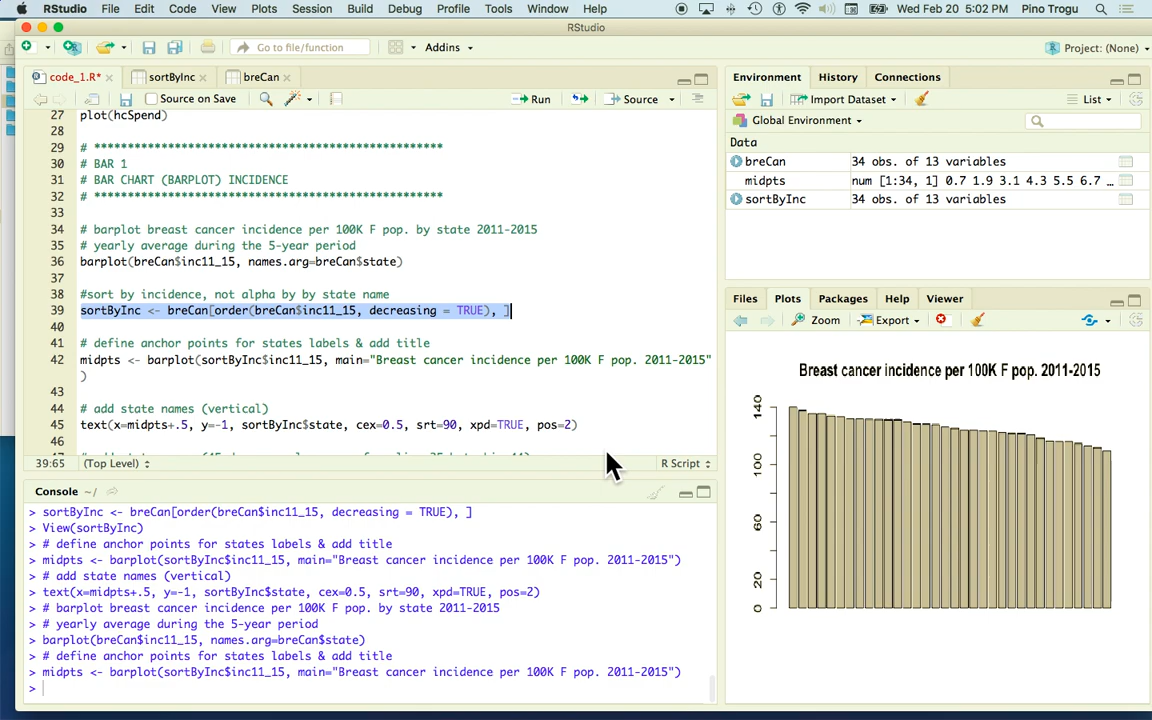 RStudio File Edit Code View Plots Session Build Debug Profile Tools Window Help Wed Feb 20 5:02 PM Pino Trogu
RStudio
Go to file/function Addins Project: (None)
code_1.R* sortByInc breCan
Source on Save Run Source
27 plot(hcSpend)
28
29 # ****************************************************
30 # BAR 1
31 # BAR CHART (BARPLOT) INCIDENCE
32 # ****************************************************
33
34 # barplot breast cancer incidence per 100K F pop. by state 2011-2015
35 # yearly average during the 5-year period
36 barplot(breCan$inc11_15, names.arg=breCan$state)
37
38 #sort by incidence, not alpha by by state name
39 sortByInc <- breCan[order(breCan$inc11_15, decreasing = TRUE), ]
40
41 # define anchor points for states labels & add title
42 midpts <- barplot(sortByInc$inc11_15, main="Breast cancer incidence per 100K F pop. 2011-2015"
)
43
44 # add state names (vertical)
45 text(x=midpts+.5, y=-1, sortByInc$state, cex=0.5, srt=90, xpd=TRUE, pos=2)
46
39:65 (Top Level) R Script
Console ~/
> sortByInc <- breCan[order(breCan$inc11_15, decreasing = TRUE), ]
> View(sortByInc)
> # define anchor points for states labels & add title
> midpts <- barplot(sortByInc$inc11_15, main="Breast cancer incidence per 100K F pop. 2011-2015")
> # add state names (vertical)
> text(x=midpts+.5, y=-1, sortByInc$state, cex=0.5, srt=90, xpd=TRUE, pos=2)
> # barplot breast cancer incidence per 100K F pop. by state 2011-2015
> # yearly average during the 5-year period
> barplot(breCan$inc11_15, names.arg=breCan$state)
> # define anchor points for states labels & add title
> midpts <- barplot(sortByInc$inc11_15, main="Breast cancer incidence per 100K F pop. 2011-2015")
>
Environment History Connections
Import Dataset List
Global Environment
Data
breCan 34 obs. of 13 variables
midpts num [1:34, 1] 0.7 1.9 3.1 4.3 5.5 6.7 …
sortByInc 34 obs. of 13 variables
Files Plots Packages Help Viewer
Zoom Export
Breast cancer incidence per 100K F pop. 2011-2015
140
100
60
20
0